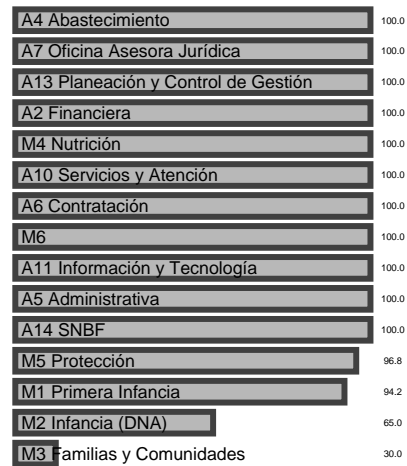 A4 Abastecimiento 100.0
A7 Oficina Asesora Jurídica 100.0
A13 Planeación y Control de Gestión 100.0
A2 Financiera 100.0
M4 Nutrición 100.0
A10 Servicios y Atención 100.0
A6 Contratación 100.0
M6 100.0
A11 Información y Tecnología 100.0
A5 Administrativa 100.0
A14 SNBF 100.0
M5 Protección 96.8
M1 Primera Infancia 94.2
M2 Infancia (DNA) 65.0
M3 Familias y Comunidades 30.0